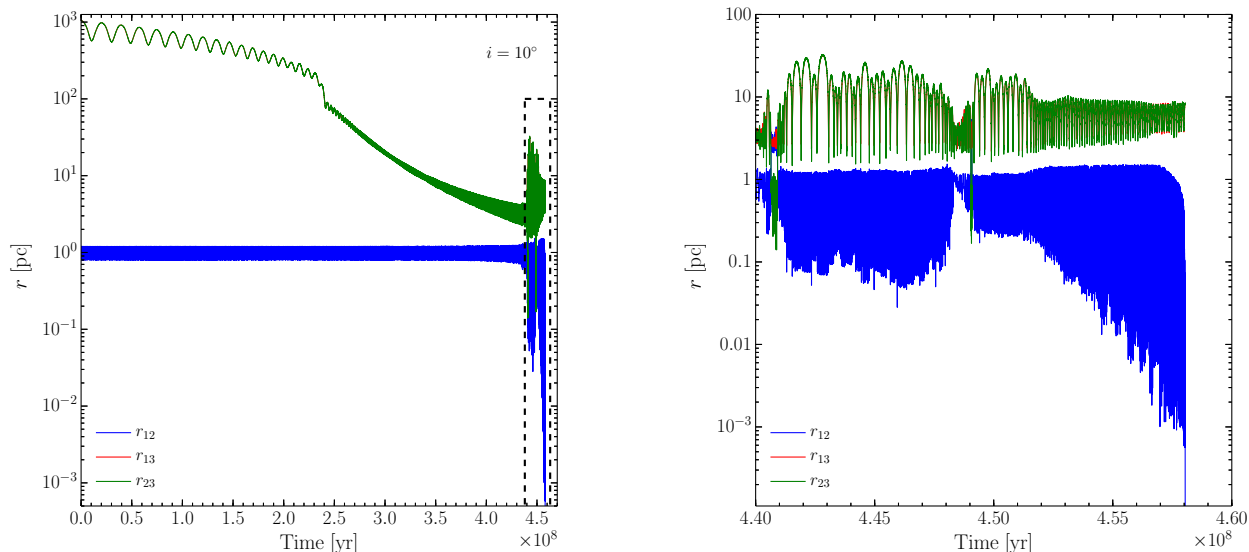 10³
10²
10¹
10⁰
10⁻¹
10⁻²
10⁻³
r [pc]
i = 10°
r₁₂
r₁₃
r₂₃
0.0 0.5 1.0 1.5 2.0 2.5 3.0 3.5 4.0 4.5
×10⁸
Time [yr]
100
10
1
0.1
0.01
10⁻³
r [pc]
r₁₂
r₁₃
r₂₃
4.40 4.45 4.50 4.55 4.60
×10⁸
Time [yr]